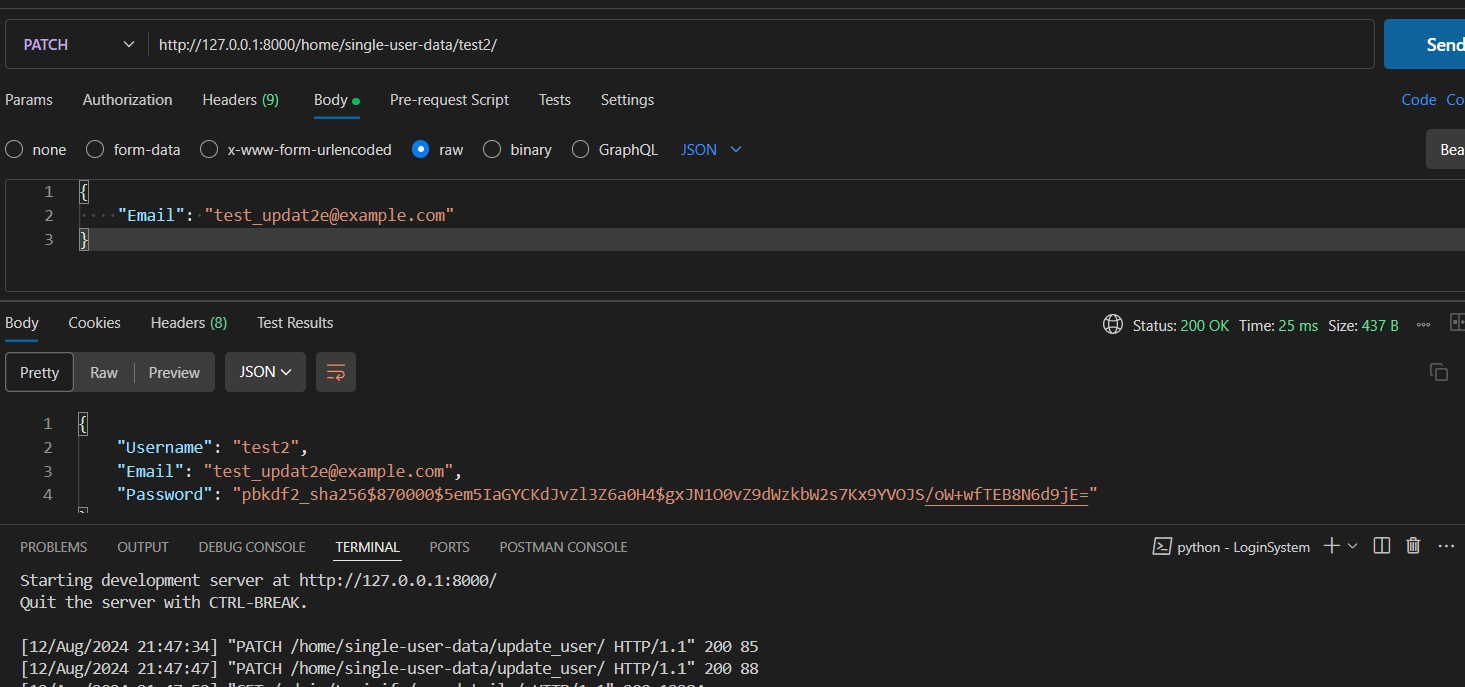 PATCH http://127.0.0.1:8000/home/single-user-data/test2/ Send
Params Authorization Headers (9) Body Pre-request Script Tests Settings Code Co
none form-data x-www-form-urlencoded raw binary GraphQL JSON Bea
1 {
2 "Email": "test_updat2e@example.com"
3 }
Body Cookies Headers (8) Test Results Status: 200 OK Time: 25 ms Size: 437 B
Pretty Raw Preview JSON
1 {
2 "Username": "test2",
3 "Email": "test_updat2e@example.com",
4 "Password": "pbkdf2_sha256$870000$5em5IaGYCKdJvZl3Z6a0H4$gxJN1O0vZ9dWzkbW2s7Kx9YVOJS/oW+wfTEB8N6d9jE="
PROBLEMS OUTPUT DEBUG CONSOLE TERMINAL PORTS POSTMAN CONSOLE python - LoginSystem
Starting development server at http://127.0.0.1:8000/
Quit the server with CTRL-BREAK.
[12/Aug/2024 21:47:34] "PATCH /home/single-user-data/update_user/ HTTP/1.1" 200 85
[12/Aug/2024 21:47:47] "PATCH /home/single-user-data/update_user/ HTTP/1.1" 200 88